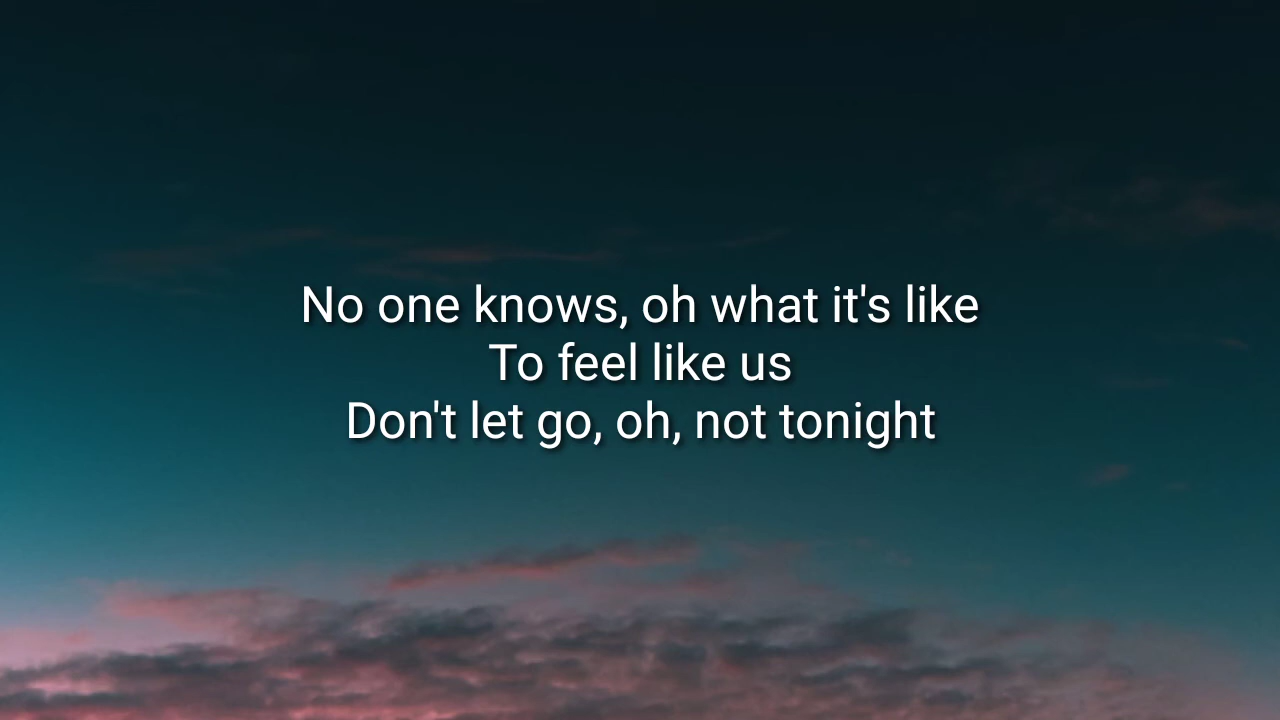 No one knows, oh what it's like
To feel like us
Don't let go, oh, not tonight